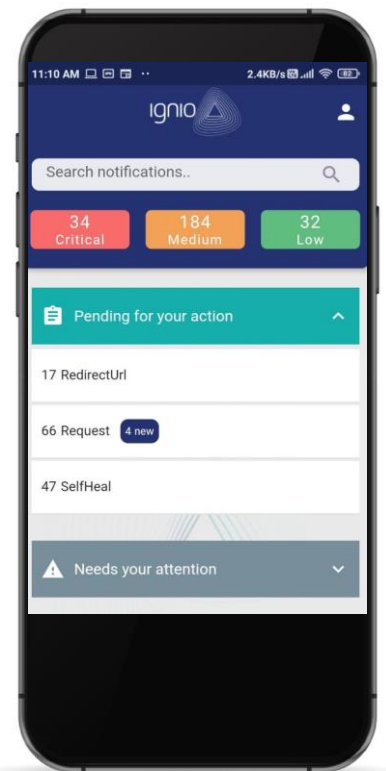 11:10 AM
2.4KB/s
82
ignio
Search notifications..
34
Critical
184
Medium
32
Low
Pending for your action
17 RedirectUrl
66 Request 4 new
47 SelfHeal
Needs your attention